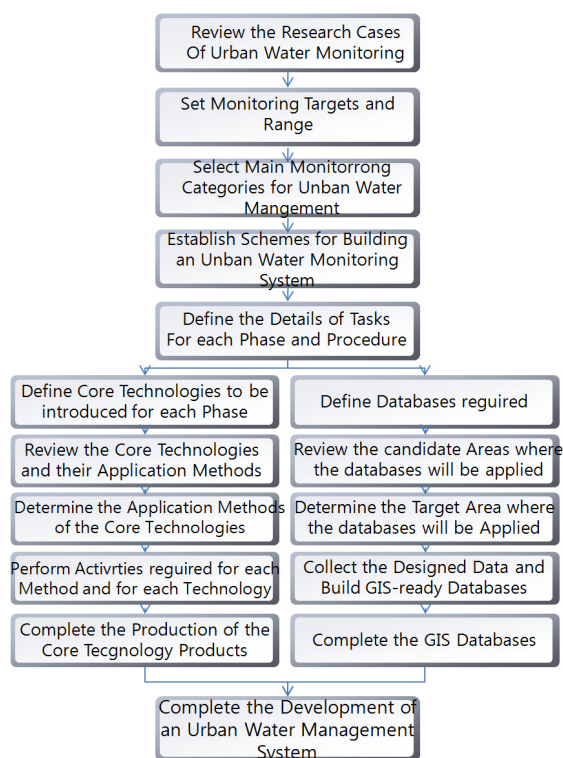 Review the Research Cases
Of Urban Water Monitoring
Set Monitoring Targets and
Range
Select Main Monitorrong
Categories for Unban Water
Mangement
Establish Schemes for Building
an Unban Water Monitoring
System
Define the Details of Tasks
For each Phase and Procedure
Define Core Technologies to be
introduced for each Phase
Review the Core Technologies
and their Application Methods
Determine the Application Methods
of the Core Technologies
Perform Activrties reguired for each
Method and for each Technology
Complete the Production of the
Core Tecgnology Products
Define Databases reguired
Review the candidate Areas where
the databases will be applied
Determine the Target Area where
the databases will be Applied
Collect the Designed Data and
Build GIS-ready Databases
Complete the GIS Databases
Complete the Development of
an Urban Water Management
System